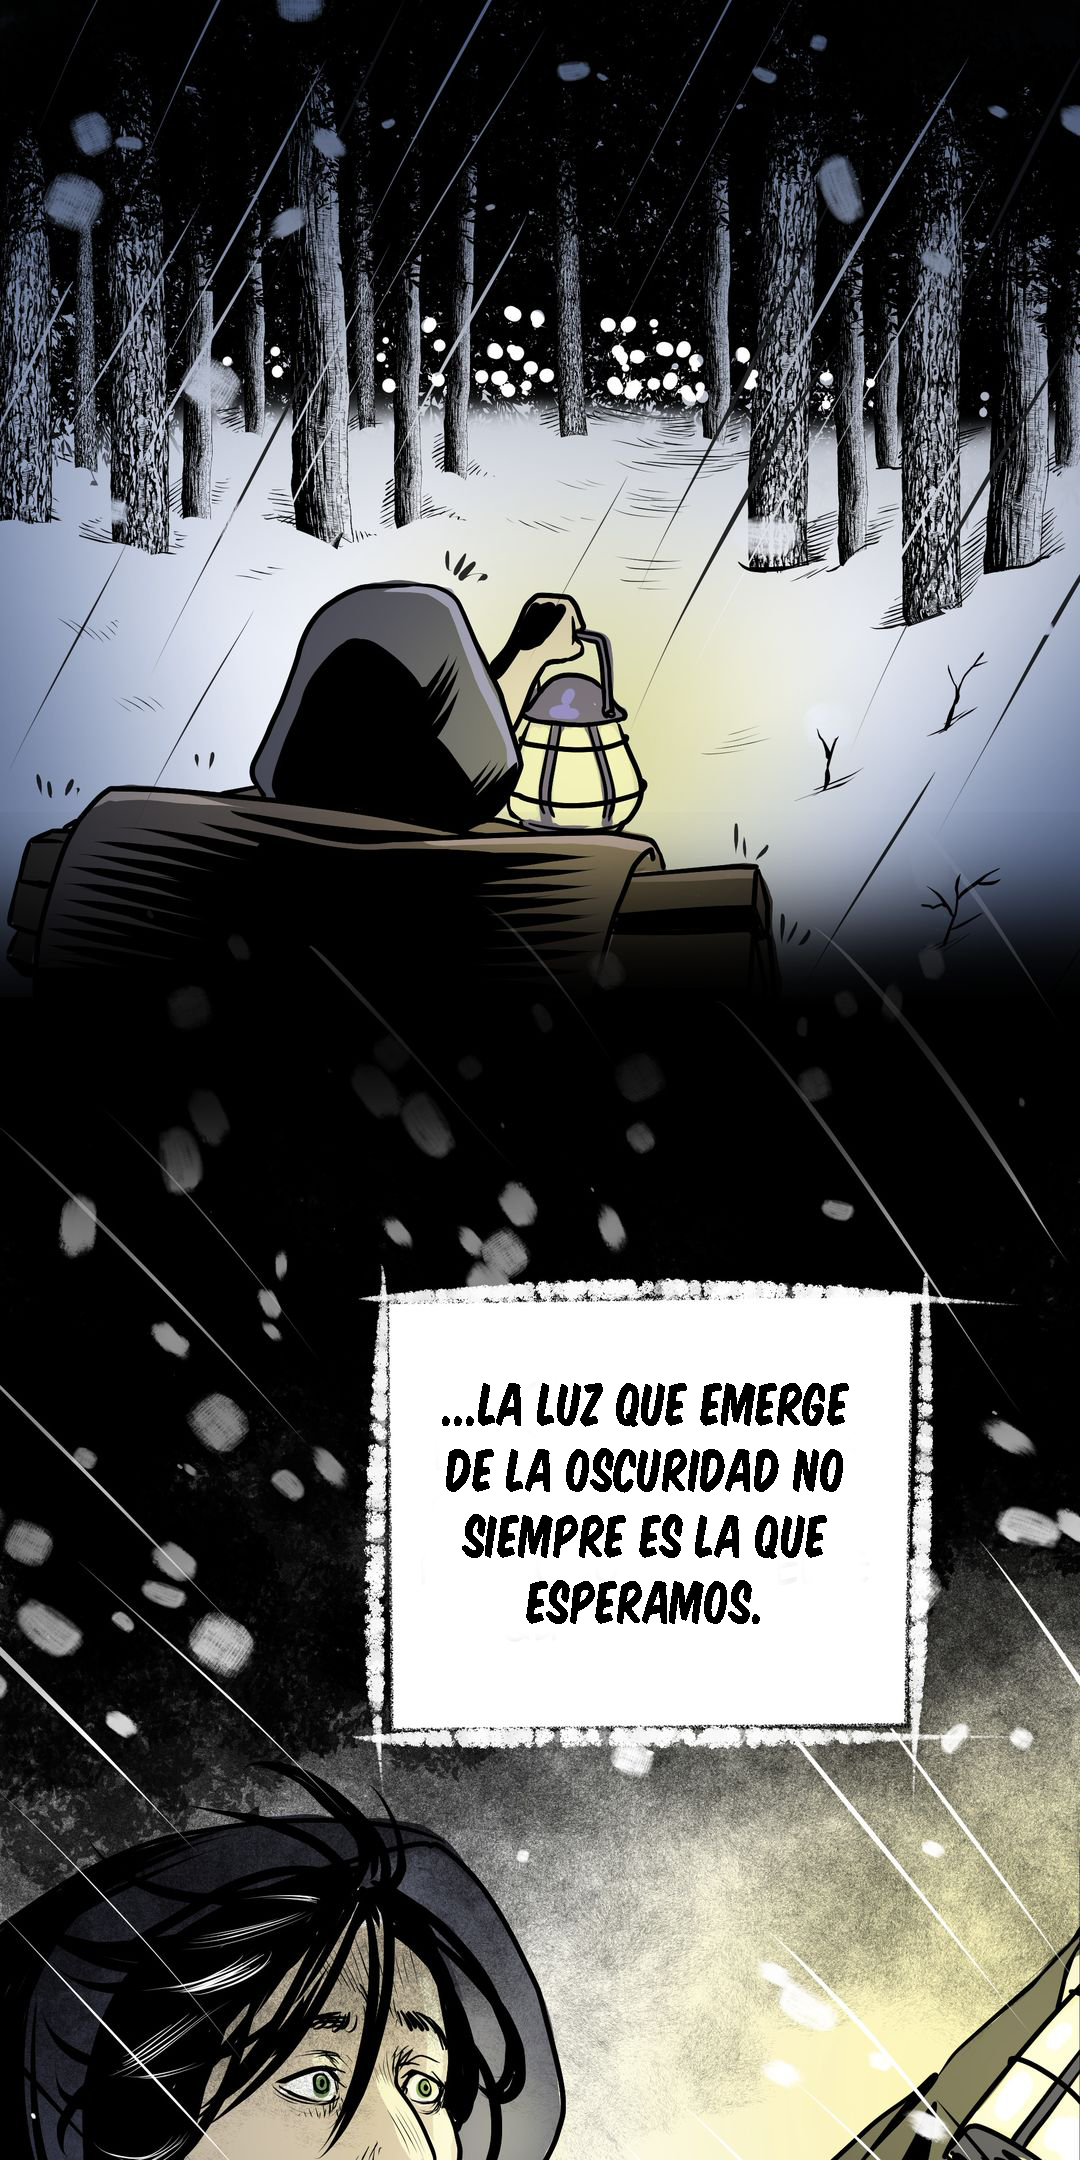 ...LA LUZ QUE EMERGE
DE LA OSCURIDAD NO
SIEMPRE ES LA QUE
ESPERAMOS.